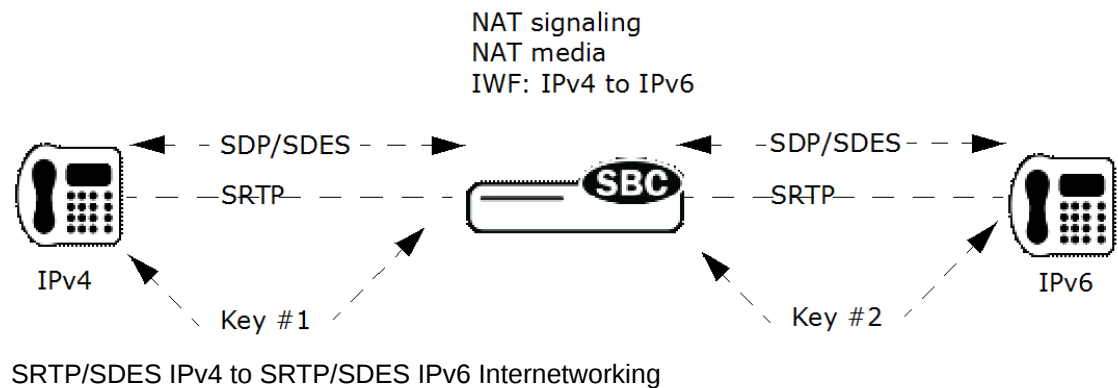 NAT signaling
NAT media
IWF: IPv4 to IPv6
SDP/SDES
SDP/SDES
SBC
SRTP
SRTP
IPv4
IPv6
Key #1
Key #2
SRTP/SDES IPv4 to SRTP/SDES IPv6 Internetworking